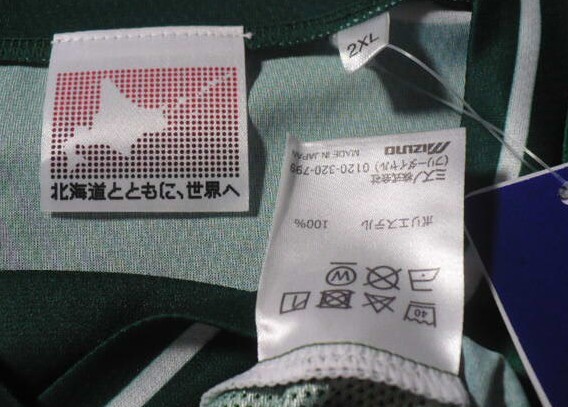 北海道とともに、世界へ
2XL
Mizuno
MADE IN JAPAN
(フリーダイヤル) 0120-320-799
ミズノ株式会社
ポリエステル 100%
40
W